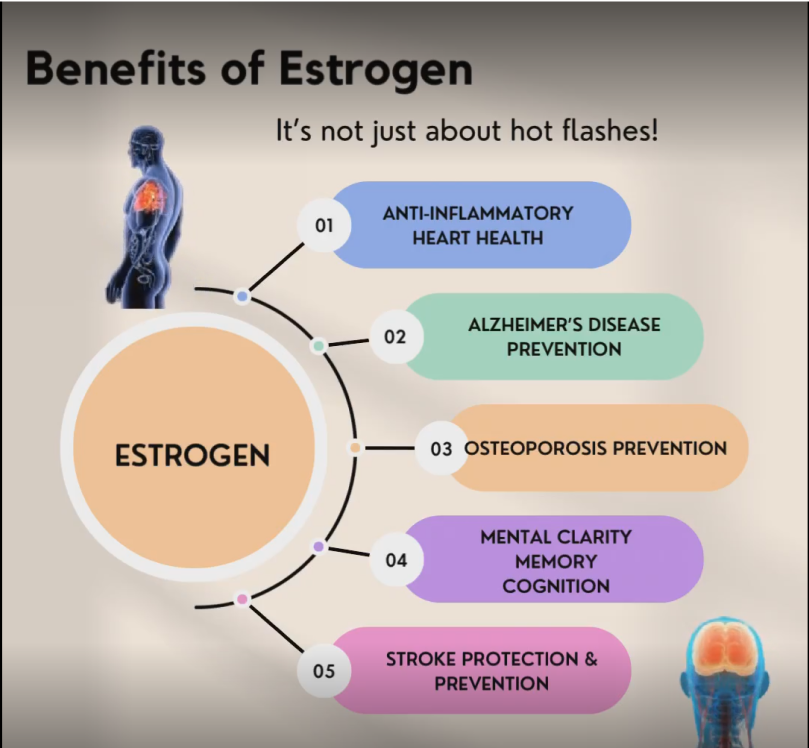 Benefits of Estrogen
It's not just about hot flashes!
01
ANTI-INFLAMMATORY
HEART HEALTH
02
ALZHEIMER'S DISEASE
PREVENTION
ESTROGEN
03
OSTEOPOROSIS PREVENTION
04
MENTAL CLARITY
MEMORY
COGNITION
05
STROKE PROTECTION &
PREVENTION